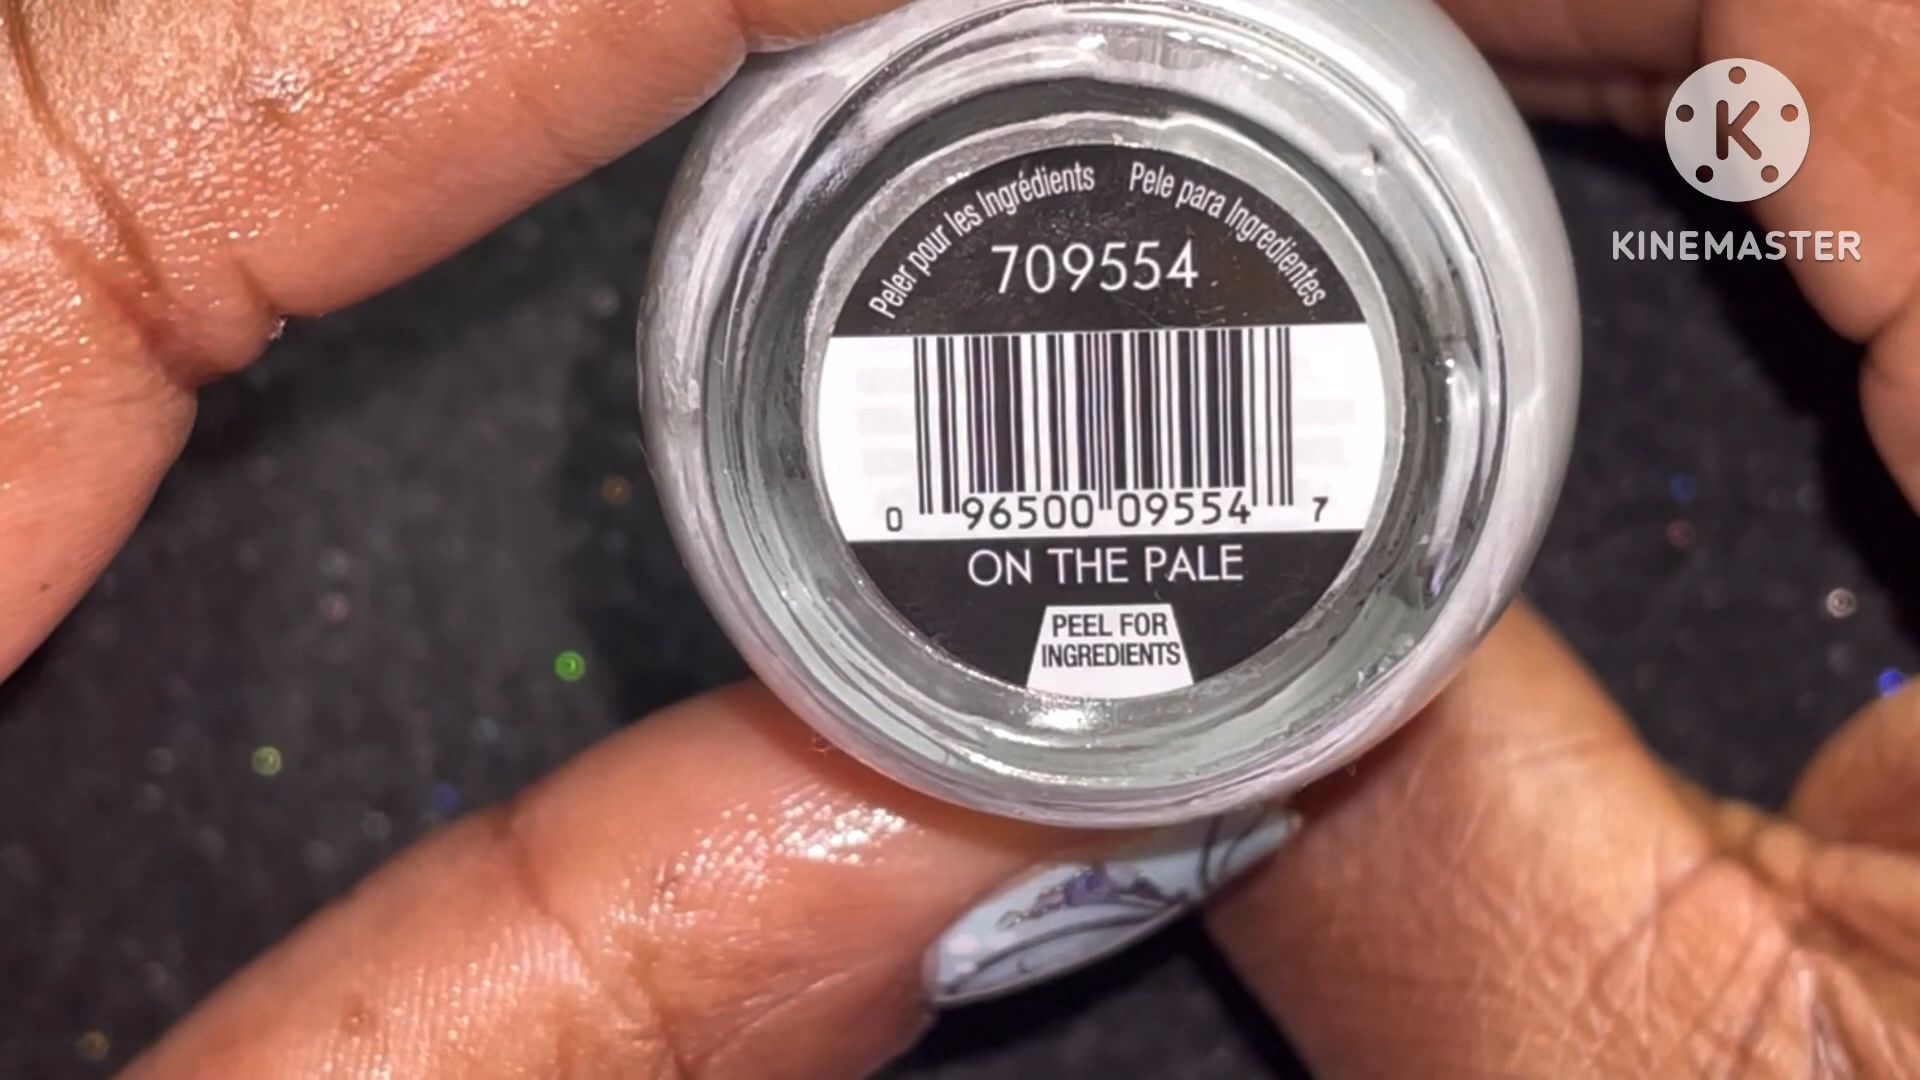 Peler pour les Ingrédients Pele para Ingredientes
709554
0 96500 09554 7
ON THE PALE
PEEL FOR
INGREDIENTS
K
KINEMASTER